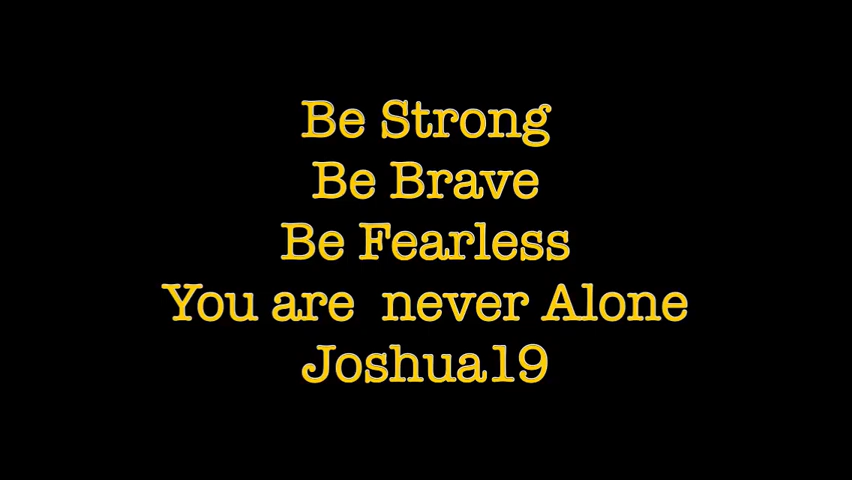 Be Strong
Be Brave
Be Fearless
You are  never Alone
Joshua19